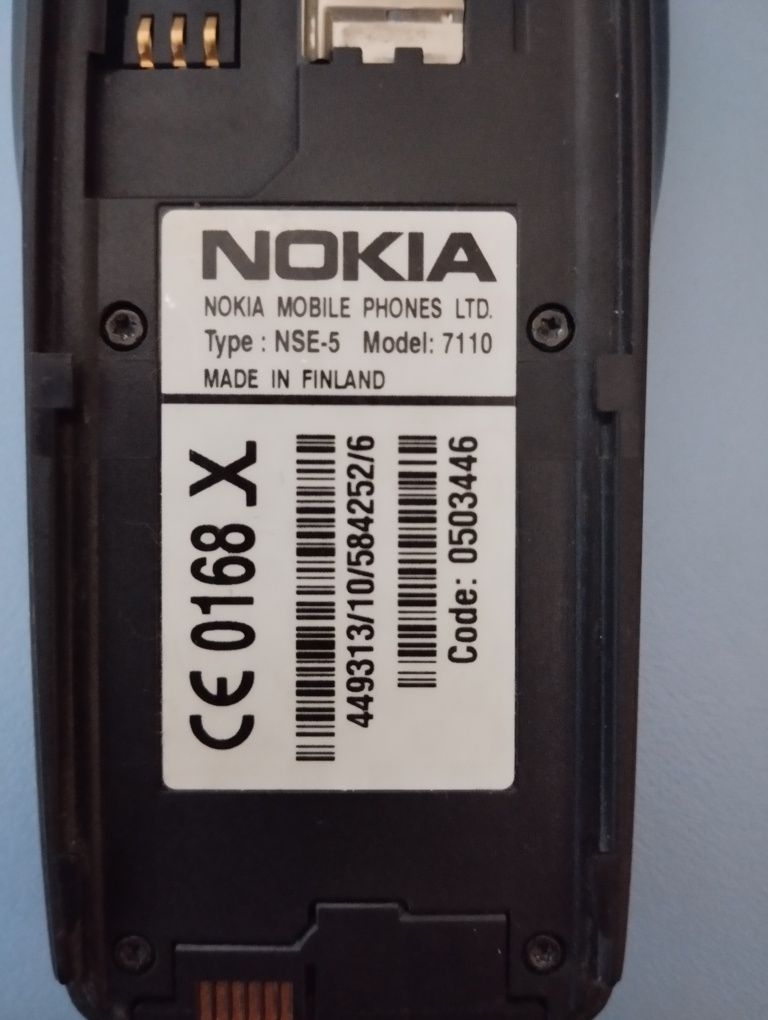 NOKIA
NOKIA MOBILE PHONES LTD.
Type : NSE-5 Model: 7110
MADE IN FINLAND
CE 0168 X
449313/10/584252/6
Code: 0503446